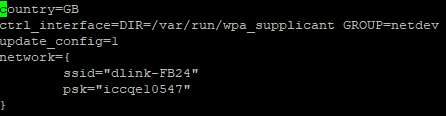 country=GB
ctrl_interface=DIR=/var/run/wpa_supplicant GROUP=netdev
update_config=1
network={
        ssid="dlink-FB24"
        psk="iccqe10547"
}